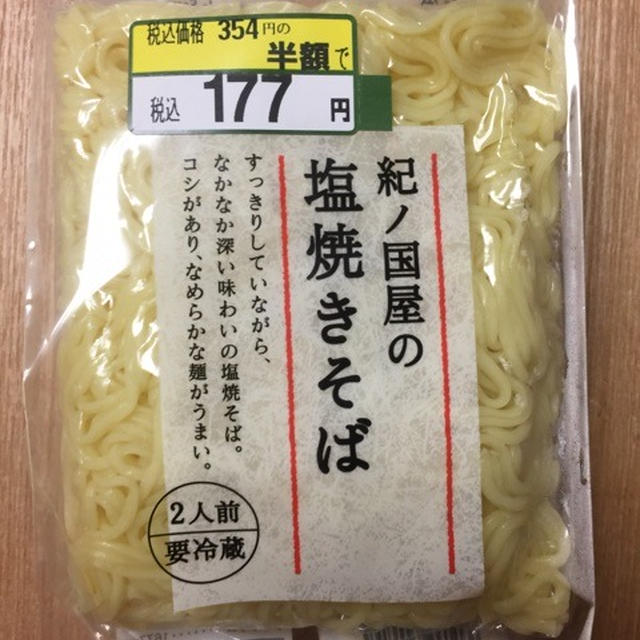 税込価格 354円の
半額で
税込 177 円
紀ノ国屋の
塩焼きそば
すっきりしていながら、
なかなか深い味わいの塩焼そば。
コシがあり、なめらかな麺がうまい。
2人前
要冷蔵